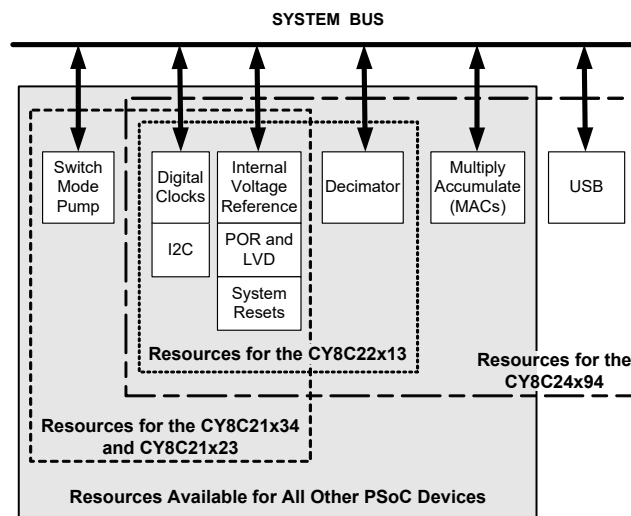 SYSTEM BUS
Switch
Mode
Pump
Digital
Clocks
I2C
Internal
Voltage
Reference
POR and
LVD
System
Resets
Decimator
Multiply
Accumulate
(MACs)
USB
Resources for the CY8C22x13
Resources for the
CY8C24x94
Resources for the CY8C21x34
and CY8C21x23
Resources Available for All Other PSoC Devices